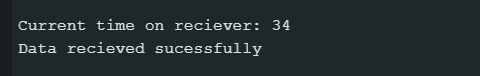 Current time on reciever: 34
Data recieved sucessfully